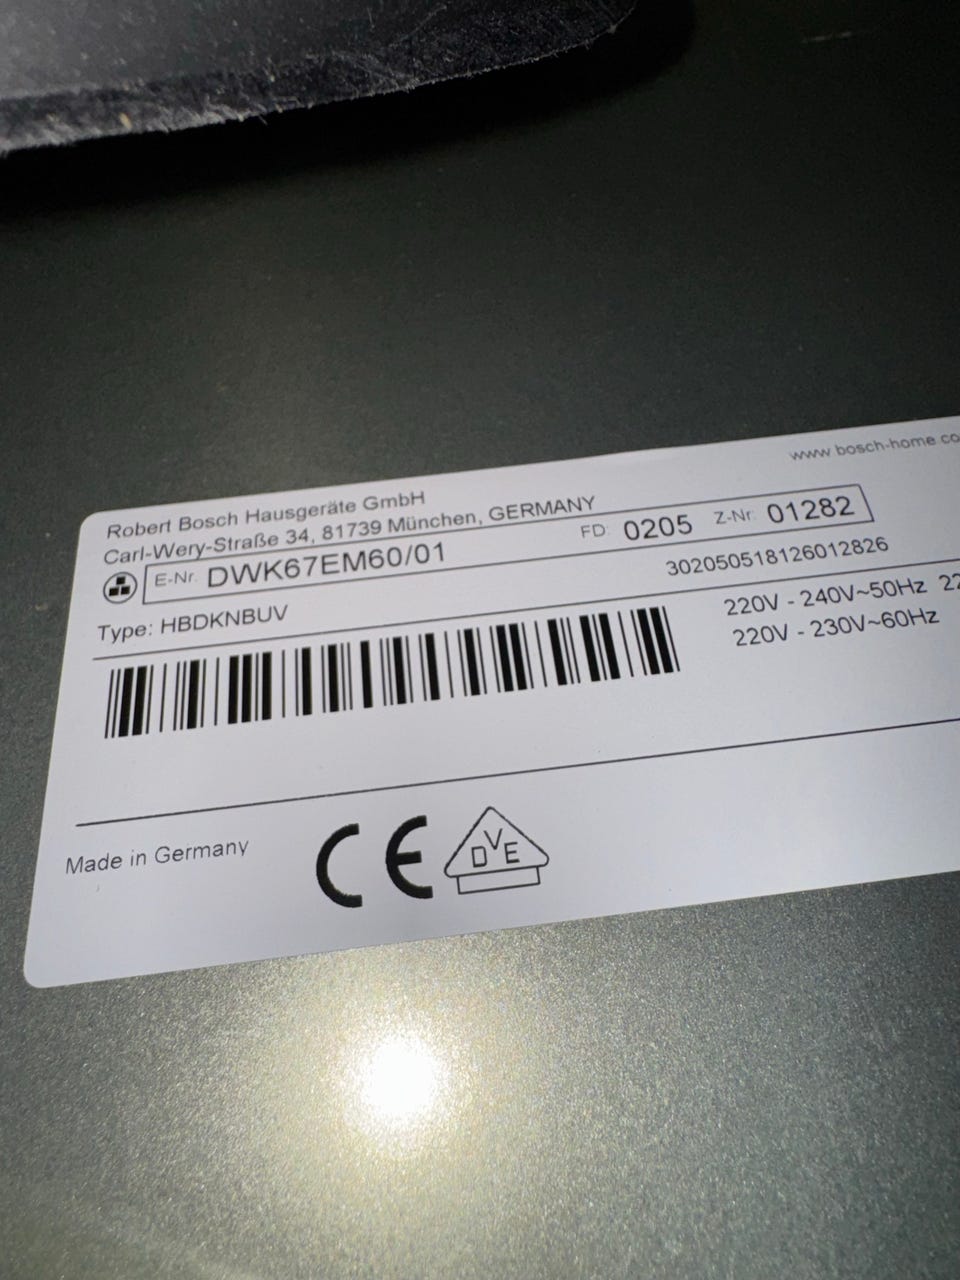 www.bosch-home.co
Robert Bosch Hausgeräte GmbH
Carl-Wery-Straße 34, 81739 München, GERMANY
E-Nr. DWK67EM60/01 FD: 0205 Z-Nr: 01282
Type: HBDKNBUV 302050518126012826
220V - 240V~50Hz 22
220V - 230V~60Hz
Made in Germany
CE
DVE